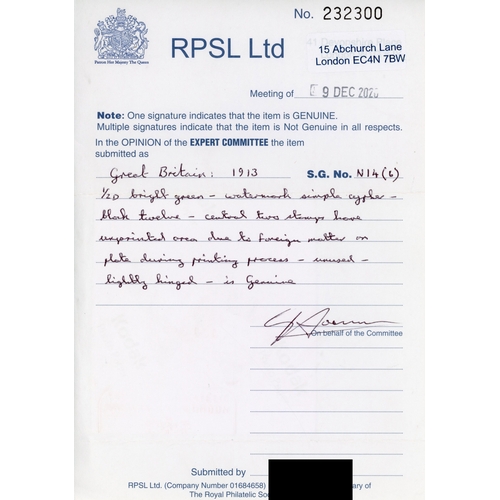 No. 232300
RPSL Ltd
15 Abchurch Lane
London EC4N 7BW
Patron Her Majesty The Queen
Meeting of 9 DEC 202
Note: One signature indicates that the item is GENUINE.
Multiple signatures indicate that the item is Not Genuine in all respects.
In the OPINION of the EXPERT COMMITTEE the item
submitted as
Great Britain: 1913 S.G. No. N14(6)
1/2D bright green - watermark simple cypher -
block twelve - central two stamps have
unprinted area due to foreign matter on
plate during printing process - unused -
lightly hinged - is Genuine
On behalf of the Committee
Submitted by
RPSL Ltd. (Company Number 01684658) ary of
The Royal Philatelic Soc